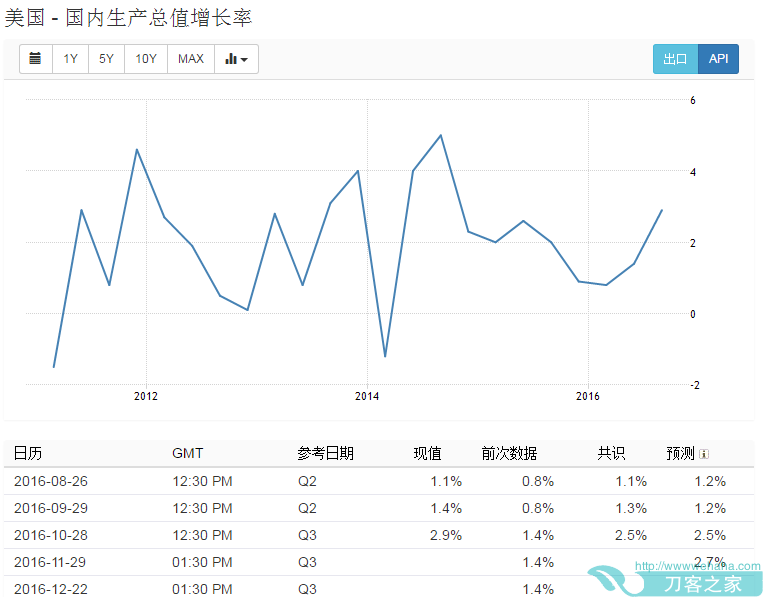 美国 - 国内生产总值增长率
1Y 5Y 10Y MAX 出口 API
6
4
2
0
-2
2012 2014 2016
日历 GMT 参考日期 现值 前次数据 共识 预测
2016-08-26 12:30 PM Q2 1.1% 0.8% 1.1% 1.2%
2016-09-29 12:30 PM Q2 1.4% 0.8% 1.3% 1.2%
2016-10-28 12:30 PM Q3 2.9% 1.4% 2.5% 2.5%
2016-11-29 01:30 PM Q3 1.4% 2.7%
2016-12-22 01:30 PM Q3 1.4%
刀客之家